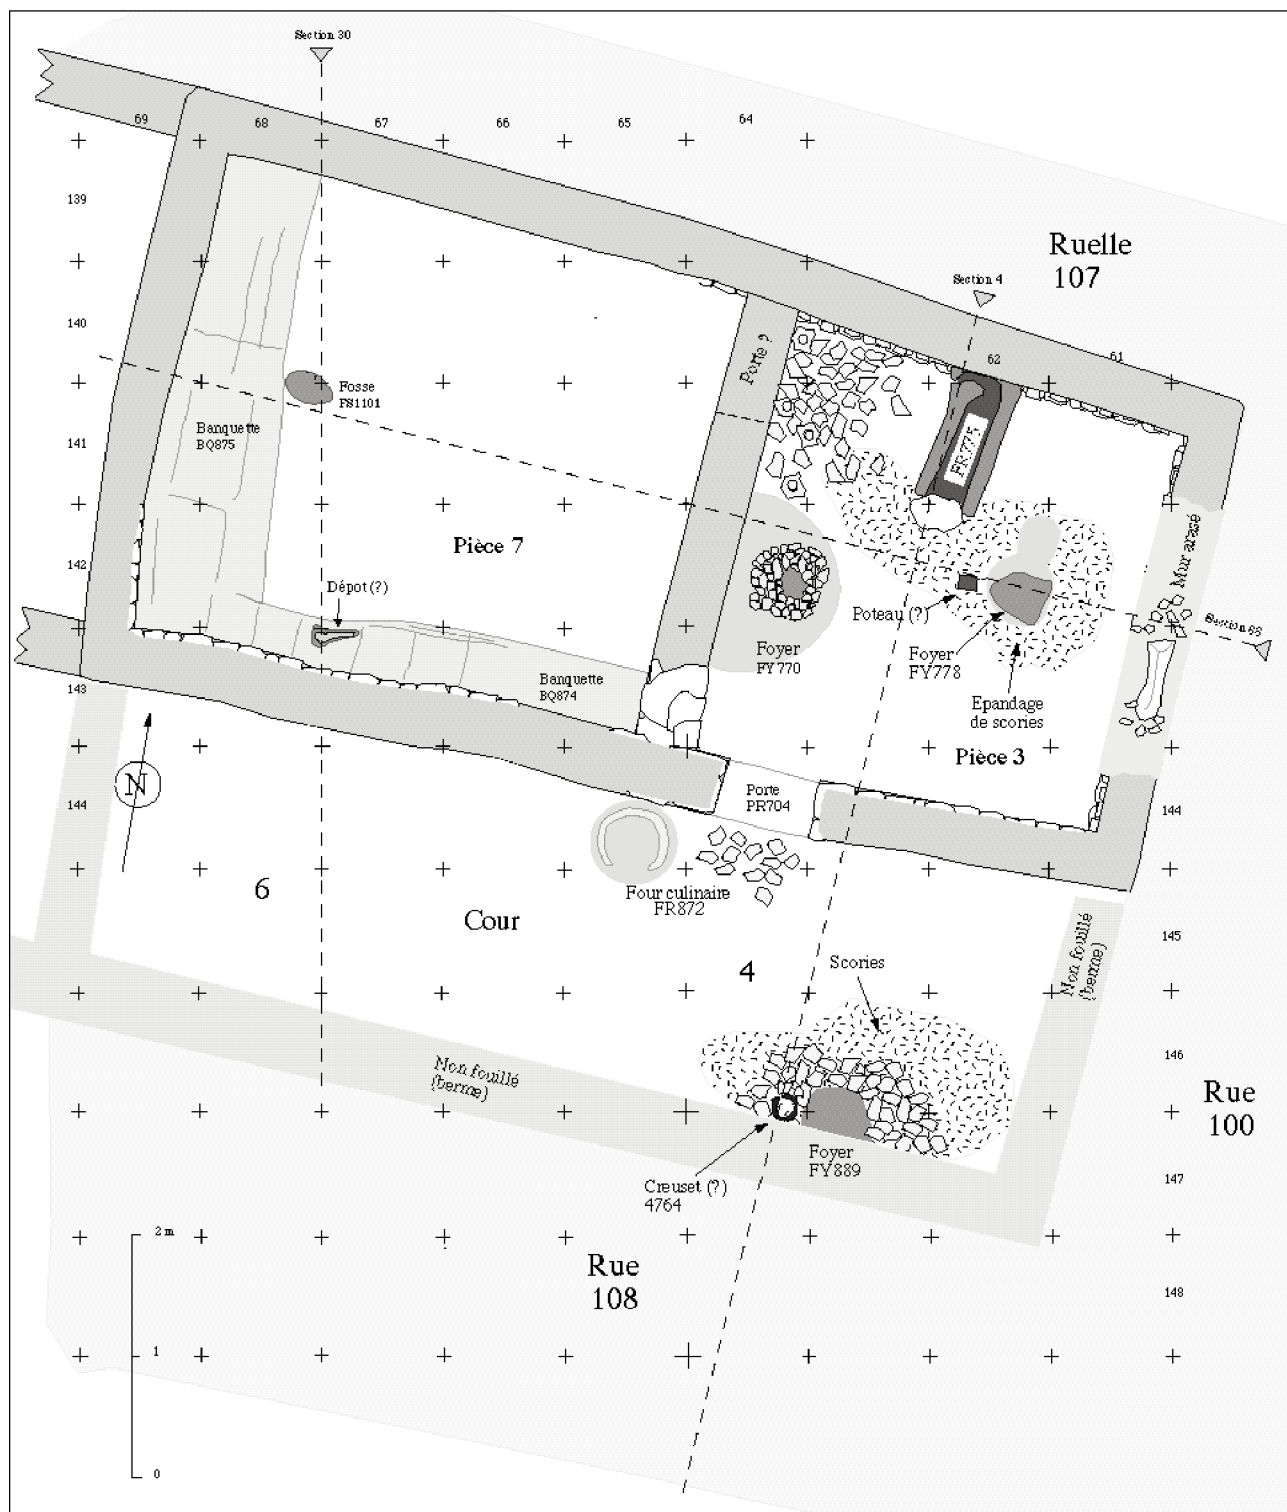 Section 30
69
68
67
66
65
64
139
Ruelle
107
Section 4
140
Porte ?
62
61
Fosse
FS1101
Banquette
BQ875
141
FR775
Pièce 7
Mur arasé
142
Dépot (?)
Poteau (?)
Section 65
Foyer
FY770
Foyer
FY778
143
Banquette
BQ874
Epandage
de scories
Pièce 3
N
Porte
PR704
144
144
6
Four culinaire
FR872
Cour
145
Non fouillé
(berme)
4
Scories
146
Non fouillé
(berme)
Rue
100
Foyer
FY889
147
Creuset (?)
4764
2 m
Rue
108
148
1
0